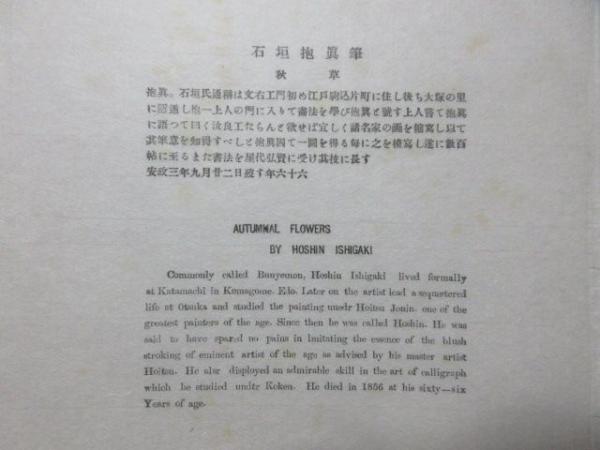 石垣抱眞筆
秋草
抱眞。石垣氏通稱は文右工門初め江戸駒込片町に住し後ち大塚の里
に隠遁し抱一上人の門に入りて畵法を學び抱眞と號す上人嘗て抱眞
に語つて曰く汝良工たらんと欲せば宜しく諸名家の畵を縮寫し以て
其筆意を知得すべしと抱眞因て一圖を得る毎に之を模寫し遂に數百
帖に至るまた書法を屋代弘賢に受け其技に長す
安政三年九月廿二日歿す年六十六
AUTUMNAL FLOWERS
BY HOSHIN ISHIGAKI
Commonly called Bunyemon, Hoshin Ishigaki lived formally
at Katamachi in Komagome. Edo. Later on the artist lead a sequstered
life at Otsuka and studied the painting unedr Hoitsu Jonin. one of the
greatest painters of the age. Since then he was called Hoshin. He was
said to have spared no pains in Imitating the essence of the blush
stroking of eminent artist of the age as advised by his master artist
Hoitsu. He also displayed an admirable skill in the art of calligraph
which he studied under Koken. He died in 1856 at his sixty—six
Years of age.